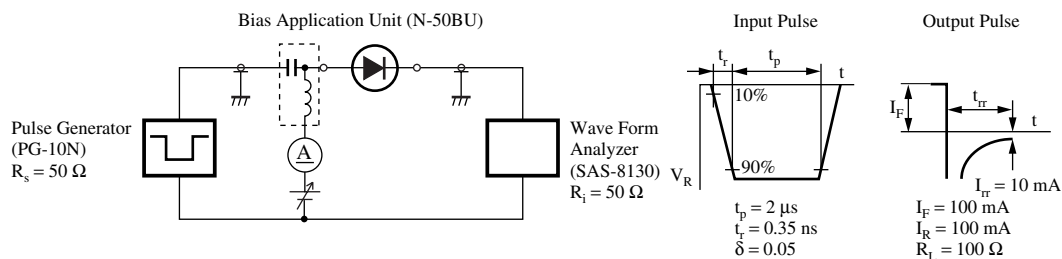 Bias Application Unit (N-50BU)
Pulse Generator
(PG-10N)
R_s = 50 Ω
A
Wave Form
Analyzer
(SAS-8130)
R_i = 50 Ω
Input Pulse
t_r
t_p
t
10%
90%
V_R
t_p = 2 μs
t_r = 0.35 ns
δ = 0.05
Output Pulse
I_F
t_rr
t
I_rr = 10 mA
I_F = 100 mA
I_R = 100 mA
R_L = 100 Ω